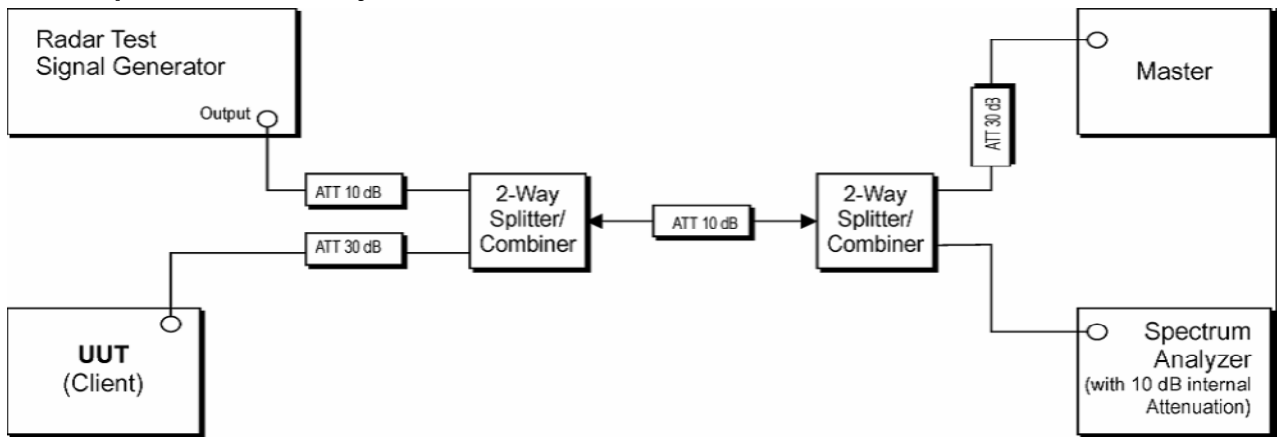 Radar Test
Signal Generator
Output
ATT 10 dB
ATT 30 dB
UUT
(Client)
2-Way
Splitter/
Combiner
ATT 10 dB
2-Way
Splitter/
Combiner
ATT 30 dB
Master
Spectrum
Analyzer
(with 10 dB internal
Attenuation)